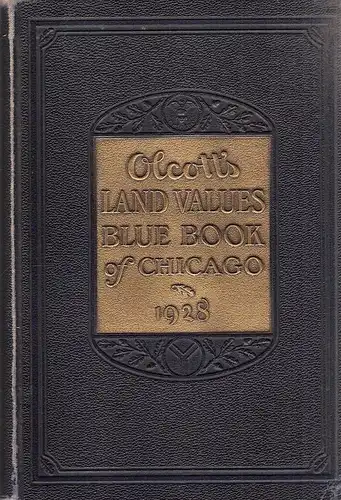 Olcott's
LAND VALUES
BLUE BOOK
of CHICAGO
1928